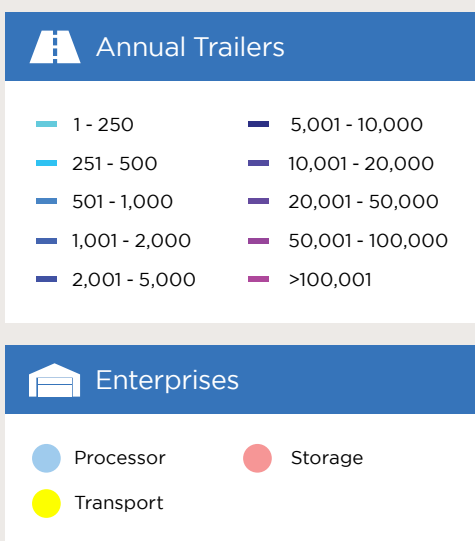 Annual Trailers
1 - 250
251 - 500
501 - 1,000
1,001 - 2,000
2,001 - 5,000
5,001 - 10,000
10,001 - 20,000
20,001 - 50,000
50,001 - 100,000
>100,001
Enterprises
Processor
Transport
Storage